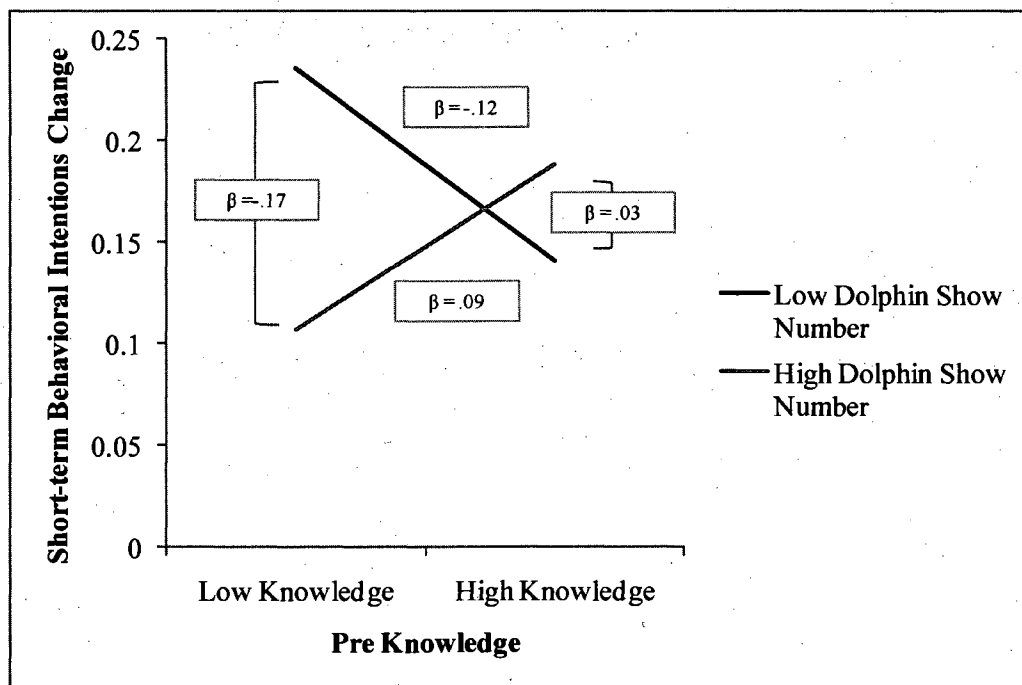 Short-term Behavioral Intentions Change
0.25
0.2
0.15
0.1
0.05
0
β =-.12
β =-.17
β = .03
β = .09
Low Dolphin Show
Number
High Dolphin Show
Number
Low Knowledge
High Knowledge
Pre Knowledge